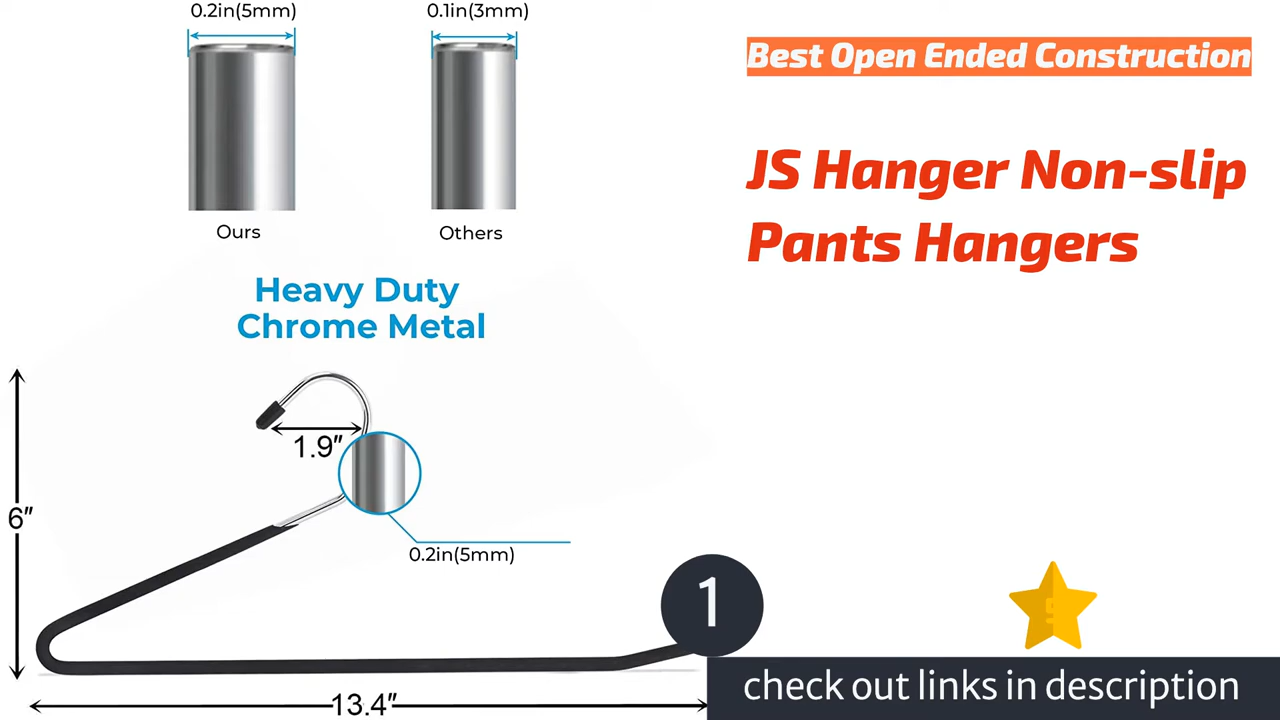 0.2in(5mm)
0.1in(3mm)
Ours
Others
Heavy Duty
Chrome Metal
1.9″
6″
0.2in(5mm)
13.4″
Best Open Ended Construction
JS Hanger Non-slip
Pants Hangers
1
5
check out links in description